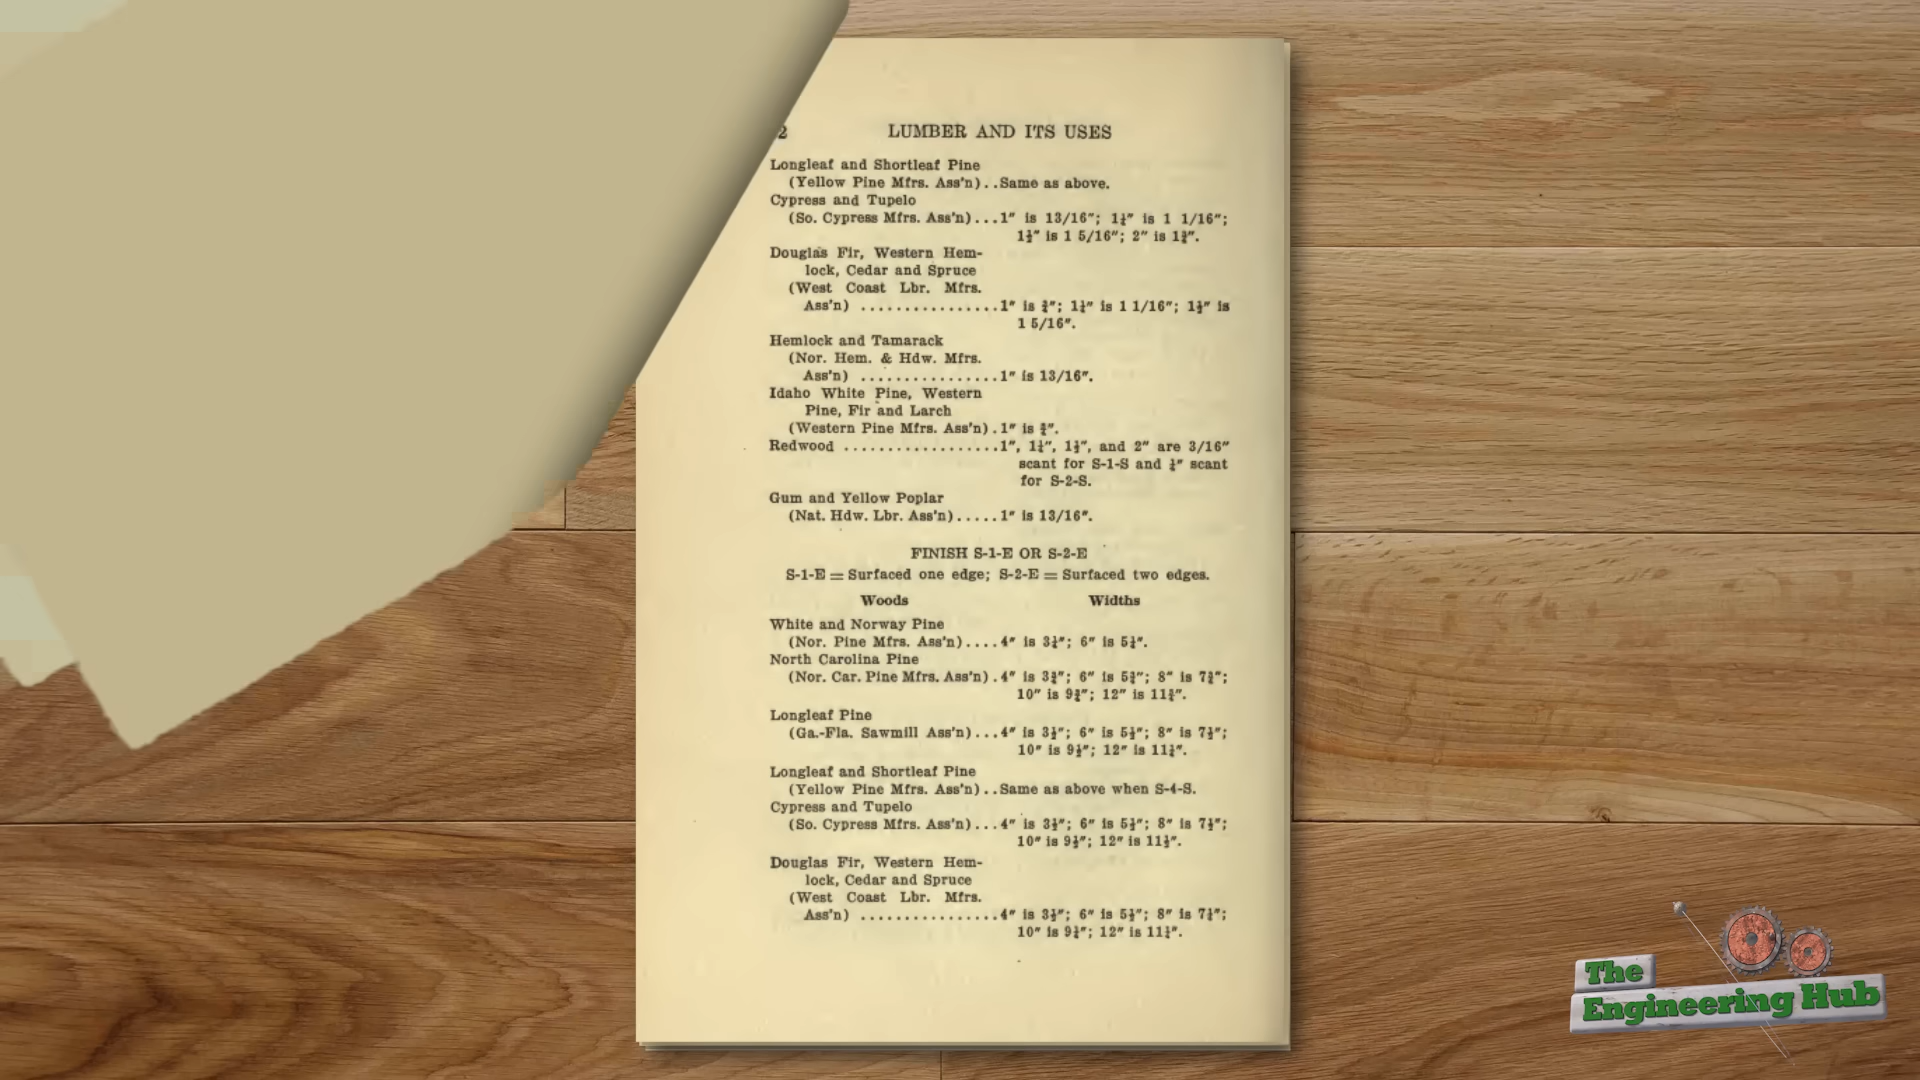 2 LUMBER AND ITS USES
Longleaf and Shortleaf Pine
(Yellow Pine Mfrs. Ass'n)..Same as above.
Cypress and Tupelo
(So. Cypress Mfrs. Ass'n)...1" is 13/16"; 1¼" is 1 1/16";
1½" is 1 5/16"; 2" is 1¾".
Douglas Fir, Western Hem-
lock, Cedar and Spruce
(West Coast Lbr. Mfrs.
Ass'n) ................1" is ¾"; 1¼" is 1 1/16"; 1½" is
1 5/16".
Hemlock and Tamarack
(Nor. Hem. & Hdw. Mfrs.
Ass'n) ................1" is 13/16".
Idaho White Pine, Western
Pine, Fir and Larch
(Western Pine Mfrs. Ass'n).1" is ¾".
Redwood ..................1", 1¼", 1½", and 2" are 3/16"
scant for S-1-S and ¼" scant
for S-2-S.
Gum and Yellow Poplar
(Nat. Hdw. Lbr. Ass'n).....1" is 13/16".
FINISH S-1-E OR S-2-E
S-1-E = Surfaced one edge; S-2-E = Surfaced two edges.
Woods Widths
White and Norway Pine
(Nor. Pine Mfrs. Ass'n)....4" is 6" is
North Carolina Pine
(Nor. Car. Pine Mfrs. Ass'n).4" is 3¾"; 6" is 5¾"; 8" is 7¾";
10" is 9¾"; 12" is 11¾".
Longleaf Pine
(Ga.-Fla. Sawmill Ass'n)...4" is 3½"; 6" is 5½"; 8" is 7½";
10" is 9½"; 12" is
Longleaf and Shortleaf Pine
(Yellow Pine Mfrs. Ass'n)..Same as above when S-4-S.
Cypress and Tupelo
(So. Cypress Mfrs. Ass'n)...4" is 3½"; 6" is 5½"; 8" is 7½";
10" is 9½"; 12" is 11½".
Douglas Fir, Western Hem-
lock, Cedar and Spruce
(West Coast Lbr. Mfrs.
Ass'n) ................4" is 3½"; 6" is 5½"; 8" is
10" is 12" is
The
Engineering Hub